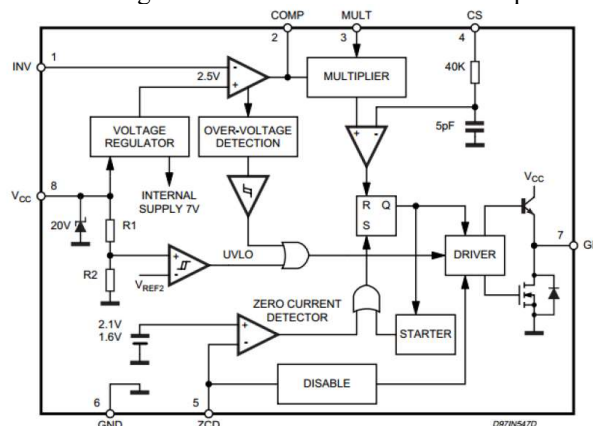 COMP MULT CS
2 3 4
INV 1
2.5V
MULTIPLIER
40K
5pF
VOLTAGE
REGULATOR
OVER-VOLTAGE
DETECTION
VCC 8
INTERNAL
SUPPLY 7V
20V
R1
R2
VREF2
UVLO
R Q
S
DRIVER
VCC
7
2.1V
1.6V
ZERO CURRENT
DETECTOR
STARTER
DISABLE
6 5
GND ZCD
D97IN547D